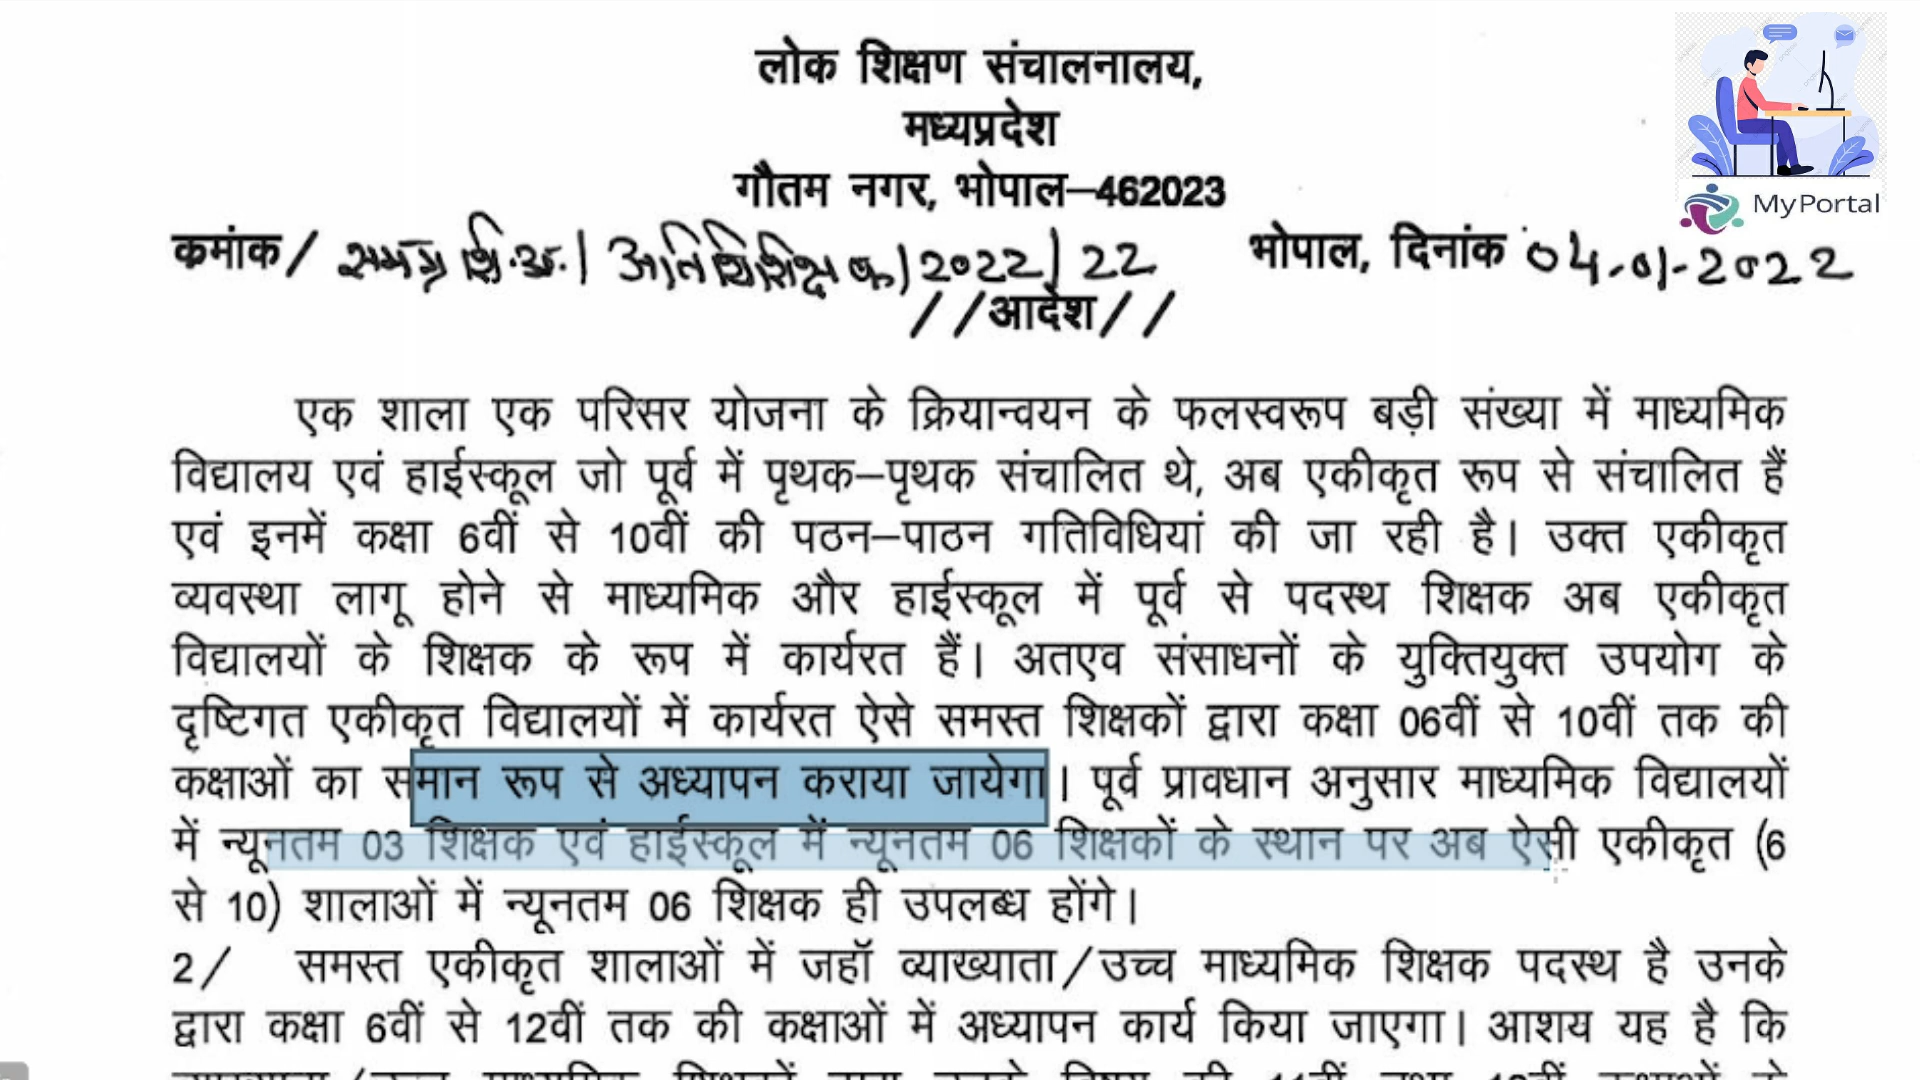 लोक शिक्षण संचालनालय,
मध्यप्रदेश
गौतम नगर, भोपाल–462023
MyPortal
कमांक/ समग्र शि.अ./अतिथि शिक्षक/2022/22 भोपाल, दिनांक 04-01-2022
//आदेश//
एक शाला एक परिसर योजना के क्रियान्वयन के फलस्वरूप बड़ी संख्या में माध्यमिक
विद्यालय एवं हाईस्कूल जो पूर्व में पृथक–पृथक संचालित थे, अब एकीकृत रूप से संचालित हैं
एवं इनमें कक्षा 6वीं से 10वीं की पठन–पाठन गतिविधियां की जा रही है। उक्त एकीकृत
व्यवस्था लागू होने से माध्यमिक और हाईस्कूल में पूर्व से पदस्थ शिक्षक अब एकीकृत
विद्यालयों के शिक्षक के रूप में कार्यरत हैं। अतएव संसाधनों के युक्तियुक्त उपयोग के
दृष्टिगत एकीकृत विद्यालयों में कार्यरत ऐसे समस्त शिक्षकों द्वारा कक्षा 06वीं से 10वीं तक की
कक्षाओं का समान रूप से अध्यापन कराया जायेगा। पूर्व प्रावधान अनुसार माध्यमिक विद्यालयों
में न्यूनतम 03 शिक्षक एवं हाईस्कूल में न्यूनतम 06 शिक्षकों के स्थान पर अब ऐसी एकीकृत (6
से 10) शालाओं में न्यूनतम 06 शिक्षक ही उपलब्ध होंगे।
2/ समस्त एकीकृत शालाओं में जहॉ व्याख्याता/उच्च माध्यमिक शिक्षक पदस्थ है उनके
द्वारा कक्षा 6वीं से 12वीं तक की कक्षाओं में अध्यापन कार्य किया जाएगा। आशय यह है कि